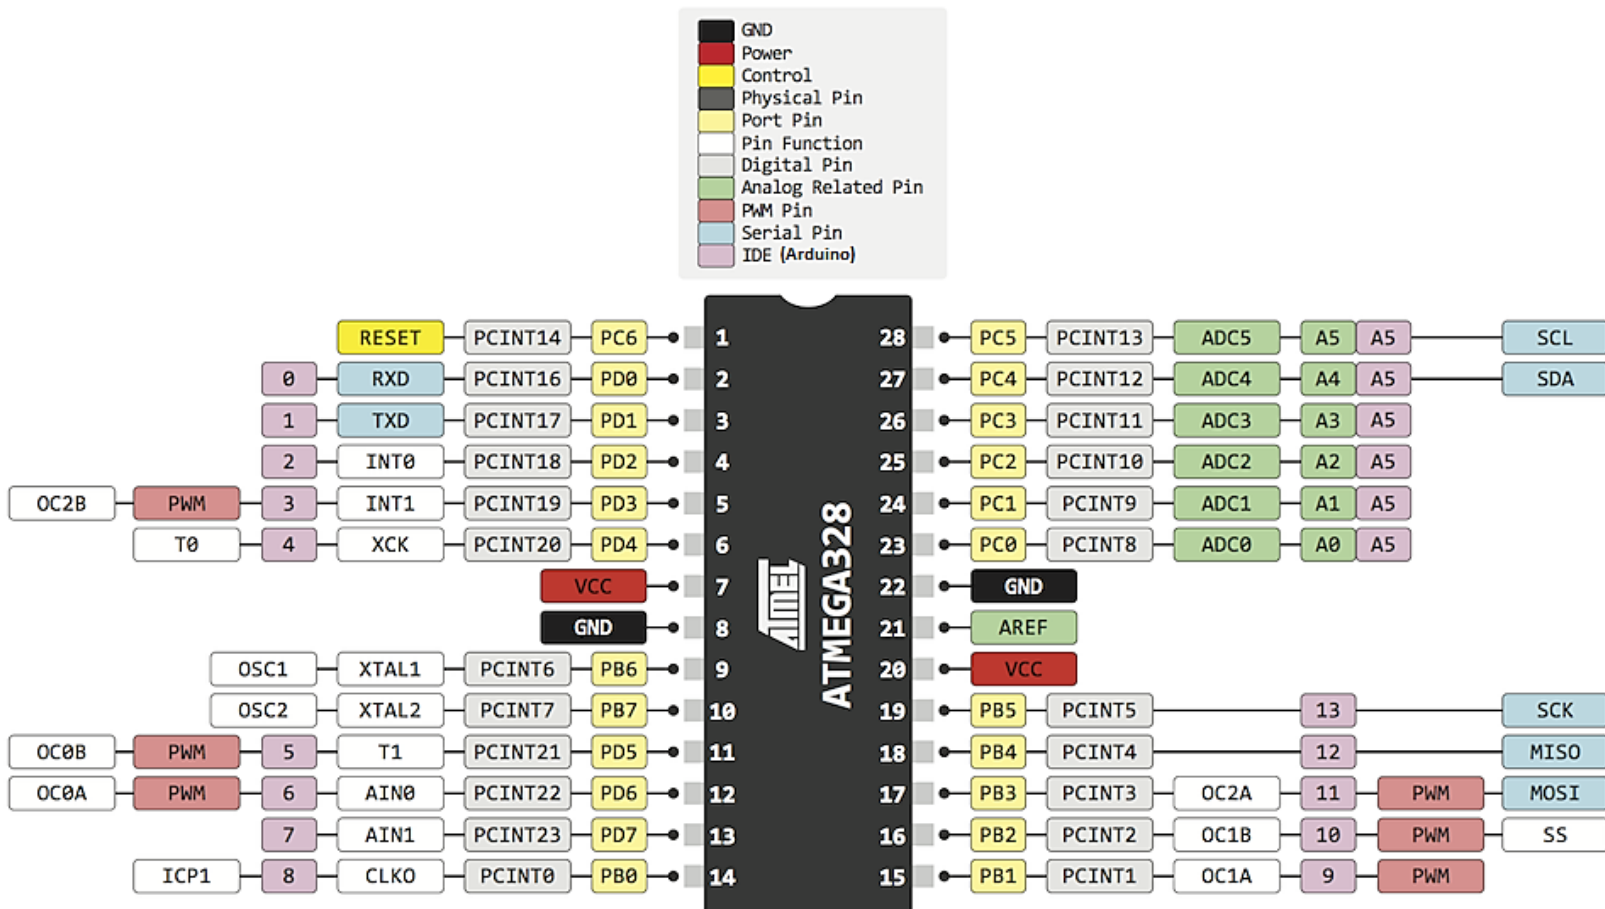 GND
Power
Control
Physical Pin
Port Pin
Pin Function
Digital Pin
Analog Related Pin
PWM Pin
Serial Pin
IDE (Arduino)
RESET PCINT14 PC6 1 28 PC5 PCINT13 ADC5 A5 A5 SCL
0 RXD PCINT16 PD0 2 27 PC4 PCINT12 ADC4 A4 A5 SDA
1 TXD PCINT17 PD1 3 26 PC3 PCINT11 ADC3 A3 A5
2 INT0 PCINT18 PD2 4 25 PC2 PCINT10 ADC2 A2 A5
OC2B PWM 3 INT1 PCINT19 PD3 5 24 PC1 PCINT9 ADC1 A1 A5
T0 4 XCK PCINT20 PD4 6 23 PC0 PCINT8 ADC0 A0 A5
VCC 7 22 GND
GND 8 21 AREF
OSC1 XTAL1 PCINT6 PB6 9 20 VCC
OSC2 XTAL2 PCINT7 PB7 10 19 PB5 PCINT5 13 SCK
OC0B PWM 5 T1 PCINT21 PD5 11 18 PB4 PCINT4 12 MISO
OC0A PWM 6 AIN0 PCINT22 PD6 12 17 PB3 PCINT3 OC2A 11 PWM MOSI
7 AIN1 PCINT23 PD7 13 16 PB2 PCINT2 OC1B 10 PWM SS
ICP1 8 CLKO PCINT0 PB0 14 15 PB1 PCINT1 OC1A 9 PWM
ATMEL
ATMEGA328